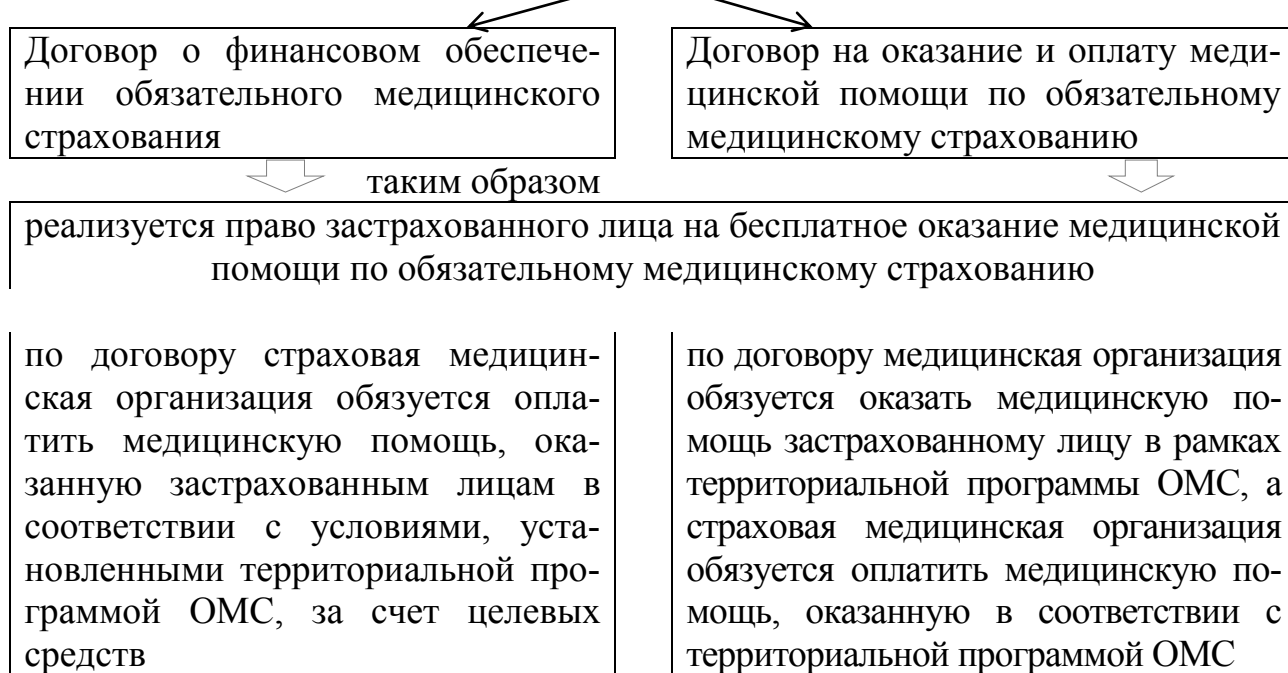 Договор о финансовом обеспече-
нии обязательного медицинского
страхования
Договор на оказание и оплату меди-
цинской помощи по обязательному
медицинскому страхованию
таким образом
реализуется право застрахованного лица на бесплатное оказание медицинской
помощи по обязательному медицинскому страхованию
по договору страховая медицин-
ская организация обязуется опла-
тить медицинскую помощь, ока-
занную застрахованным лицам в
соответствии с условиями, уста-
новленными территориальной про-
граммой ОМС, за счет целевых
средств
по договору медицинская организация
обязуется оказать медицинскую по-
мощь застрахованному лицу в рамках
территориальной программы ОМС, а
страховая медицинская организация
обязуется оплатить медицинскую по-
мощь, оказанную в соответствии с
территориальной программой ОМС